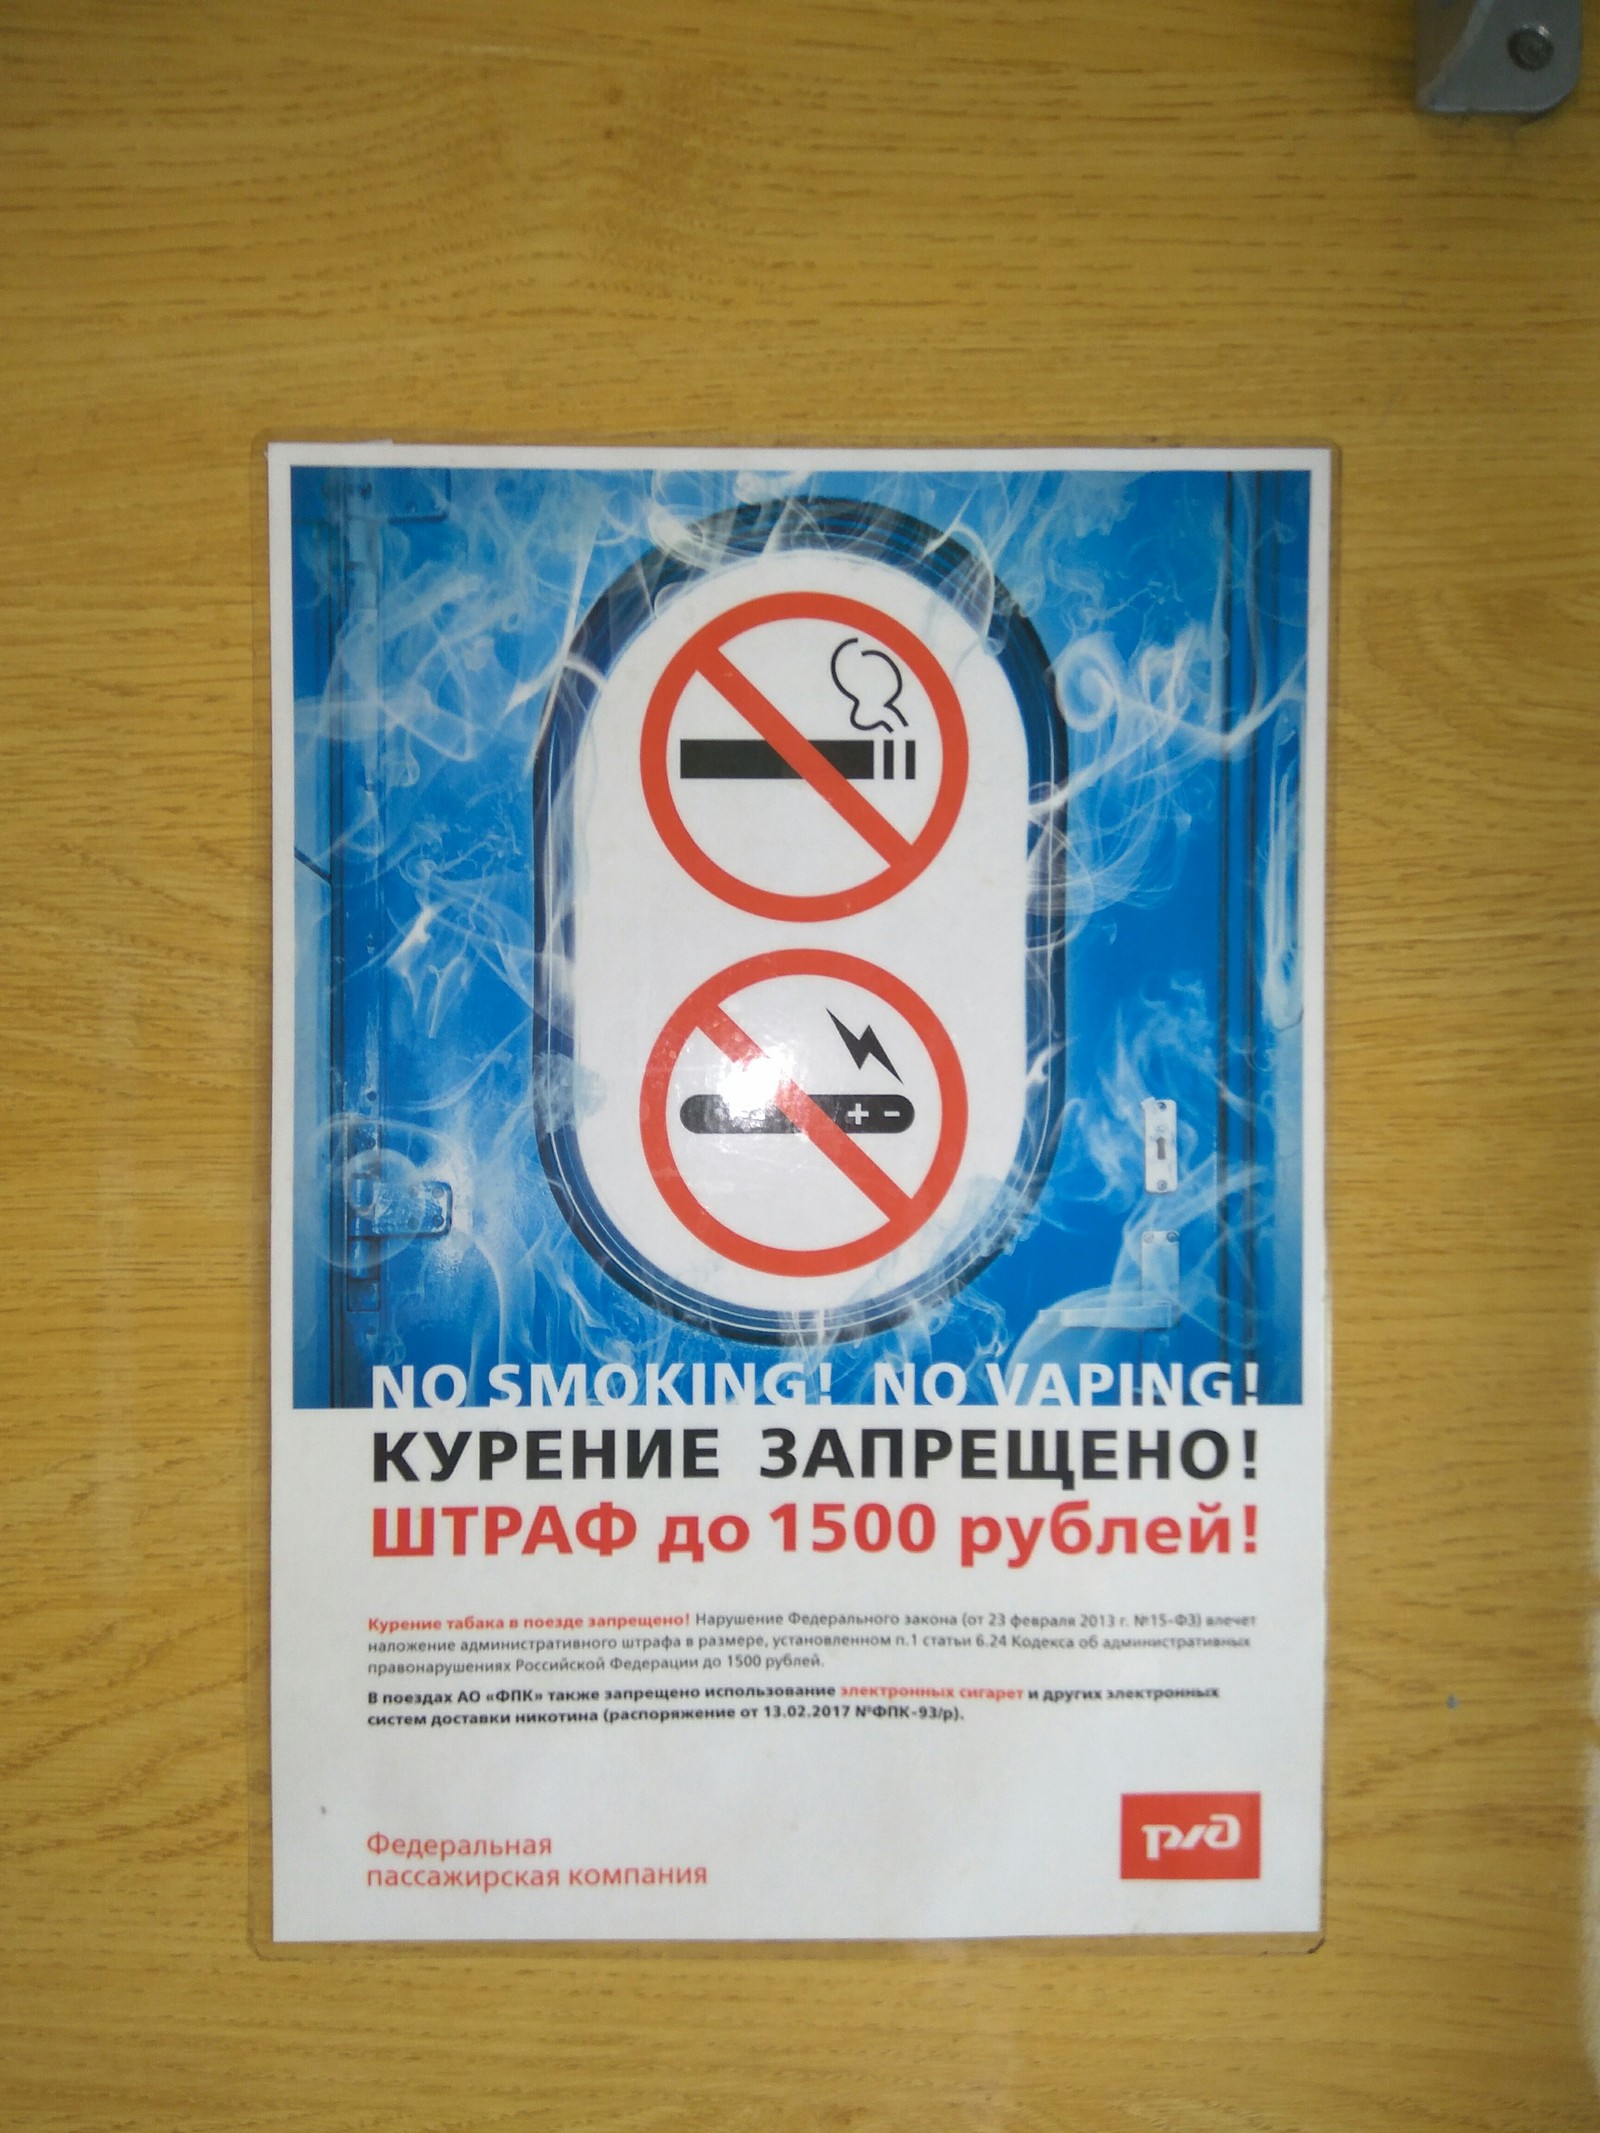 NO SMOKING! NO VAPING!
КУРЕНИЕ ЗАПРЕЩЕНО!
ШТРАФ до 1500 рублей!
Курение табака в поезде запрещено! Нарушение Федерального закона (от 23 февраля 2013 г. №15-ФЗ) влечет
наложение административного штрафа в размере, установленном п.1 статьи 6.24 Кодекса об административных
правонарушениях Российской Федерации до 1500 рублей.
В поездах АО «ФПК» также запрещено использование электронных сигарет и других электронных
систем доставки никотина (распоряжение от 13.02.2017 №ФПК-93/р).
Федеральная
пассажирская компания
РЖД